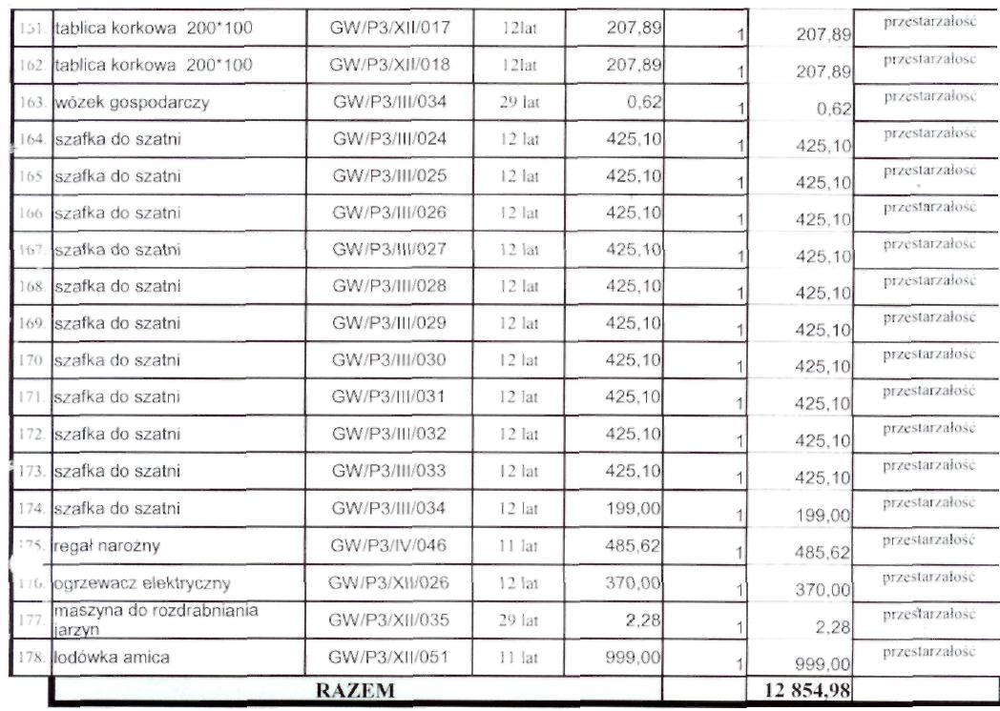 151. tablica korkowa 200*100 GW/P3/XII/017 12lat 207,89 1 207,89 przestarzałość
162. tablica korkowa 200*100 GW/P3/XII/018 12lat 207,89 1 207,89 przestarzałość
163. wózek gospodarczy GW/P3/III/034 29 lat 0,62 1 0,62 przestarzałość
164. szafka do szatni GW/P3/III/024 12 lat 425,10 1 425,10 przestarzałość
165 szafka do szatni GW/P3/III/025 12 lat 425,10 1 425,10 przestarzałość
166 szafka do szatni GW/P3/III/026 12 lat 425,10 1 425,10 przestarzałość
167. szafka do szatni GW/P3/III/027 12 lat 425,10 1 425,10 przestarzałość
168. szafka do szatni GW/P3/III/028 12 lat 425,10 1 425,10 przestarzałość
169. szafka do szatni GW/P3/III/029 12 lat 425,10 1 425,10 przestarzałość
170 szafka do szatni GW/P3/III/030 12 lat 425,10 1 425,10 przestarzałość
171. szafka do szatni GW/P3/III/031 12 lat 425,10 1 425,10 przestarzałość
172. szafka do szatni GW/P3/III/032 12 lat 425,10 1 425,10 przestarzałość
173. szafka do szatni GW/P3/III/033 12 lat 425,10 1 425,10 przestarzałość
174. szafka do szatni GW/P3/III/034 12 lat 199,00 1 199,00 przestarzałość
175. regał narożny GW/P3/IV/046 11 lat 485,62 1 485,62 przestarzałość
176. ogrzewacz elektryczny GW/P3/XII/026 12 lat 370,00 1 370,00 przestarzałość
177. maszyna do rozdrabniania
jarzyn GW/P3/XII/035 29 lat 2,28 1 2,28 przestarzałość
178. lodówka amica GW/P3/XII/051 11 lat 999,00 1 999,00 przestarzałość
RAZEM 12 854,98